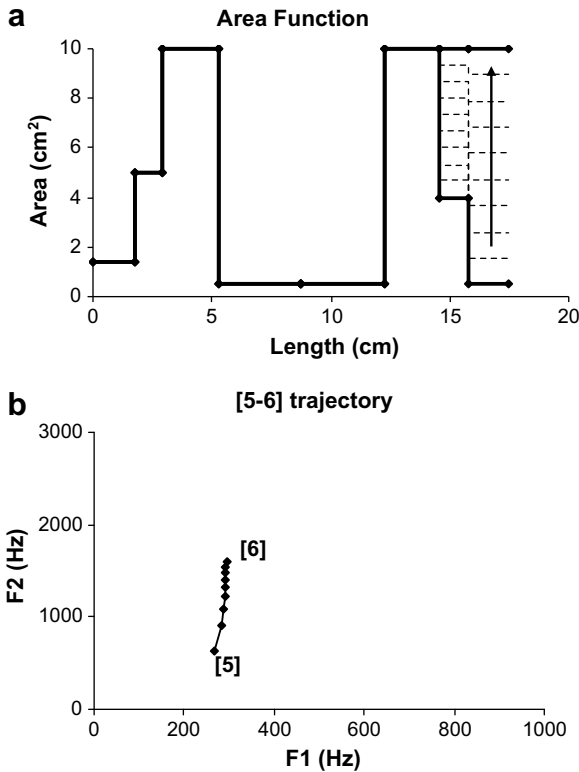 a
Area Function
10
8
6
4
2
0
Area (cm²)
0 5 10 15 20
Length (cm)
b
[5-6] trajectory
3000
2000
1000
0
F2 (Hz)
[6]
[5]
0 200 400 600 800 1000
F1 (Hz)